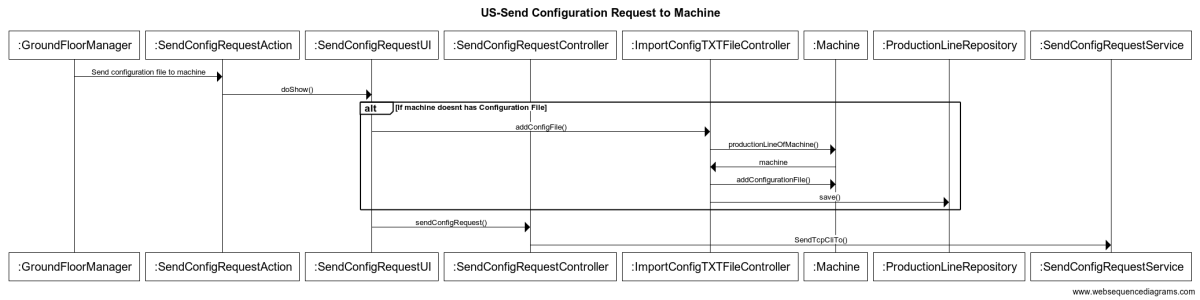 US-Send Configuration Request to Machine
:GroundFloorManager :SendConfigRequestAction :SendConfigRequestUI :SendConfigRequestController :ImportConfigTXTFileController :Machine :ProductionLineRepository :SendConfigRequestService
Send configuration file to machine
doShow()
alt [If machine doesnt has Configuration File]
addConfigFile()
productionLineOfMachine()
machine
addConfigurationFile()
save()
sendConfigRequest()
SendTcpCliTo()
:GroundFloorManager :SendConfigRequestAction :SendConfigRequestUI :SendConfigRequestController :ImportConfigTXTFileController :Machine :ProductionLineRepository :SendConfigRequestService
www.websequencediagrams.com